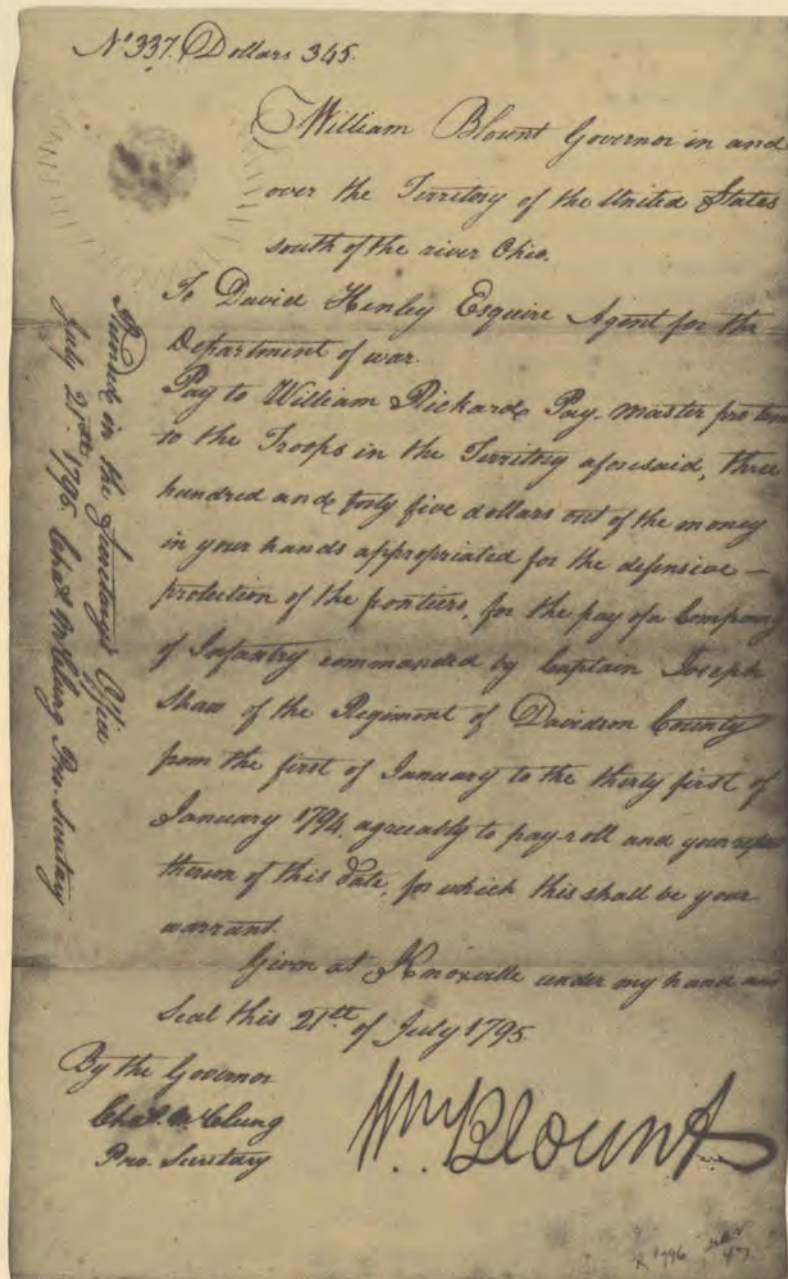 No 337. Dollars 345.
William Blount Governor in and
over the Territory of the United States
south of the river Ohio.
To David Henley Esquire Agent for the
Department of war.
Pay to William Rickard Pay-master pro tem
to the Troops in the Territory aforesaid, three
hundred and forty five dollars out of the money
in your hands appropriated for the defensive —
protection of the frontiers, for the pay of a Company
of Infantry commanded by Captain Joseph
Shaw of the Regiment of Davidson County
from the first of January to the thirty first of
January 1794, agreeably to pay-roll and your
thereon of this date, for which this shall be your
warrant.
Given at Knoxville under my hand and
Seal this 21st of July 1795
By the Governor
Chas. McClung
Pro. Secretary
Wm Blount
in the Secretary's Office
July 21st 1795. Chas McClung Pro. Secretary
1796
47